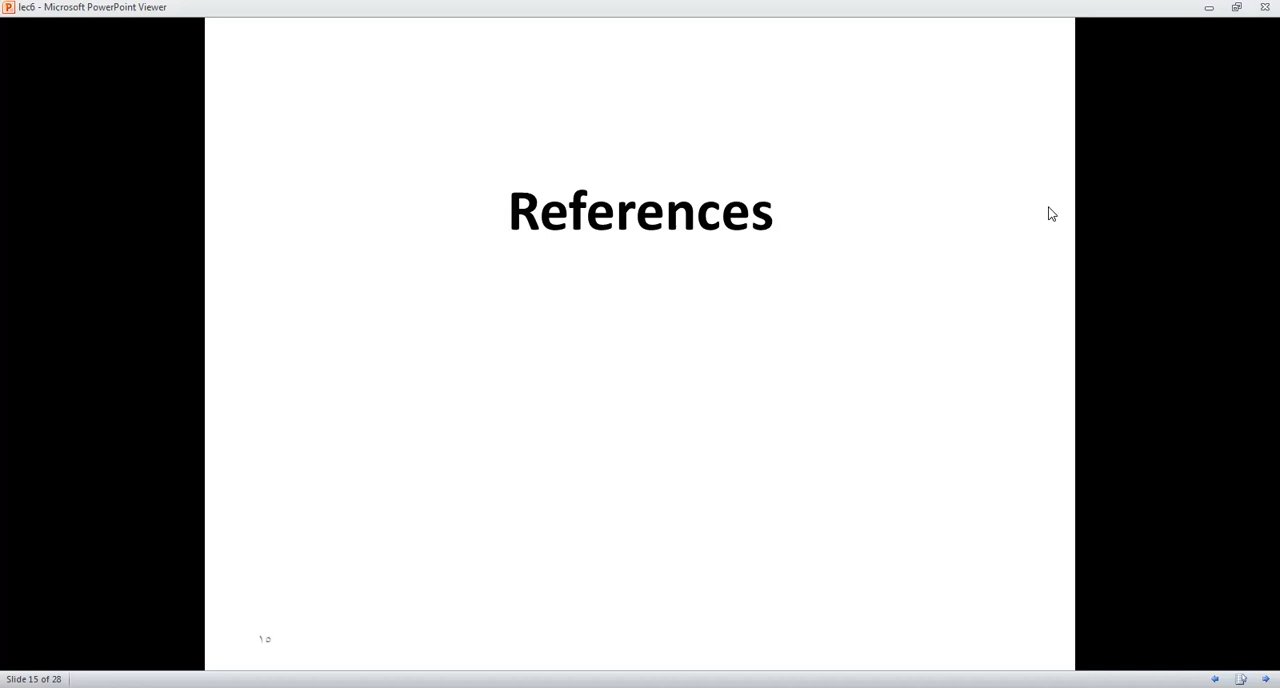 lec6 - Microsoft PowerPoint Viewer
References
١٥
Slide 15 of 28